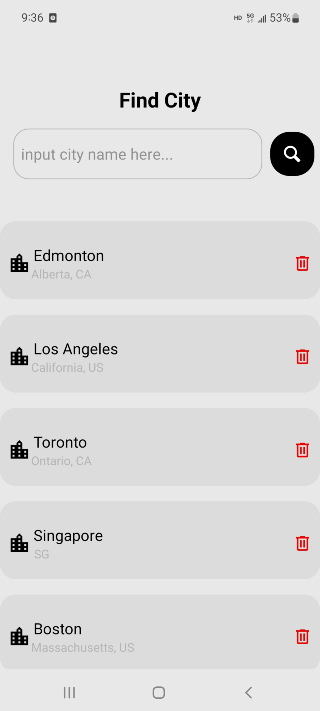 9:36
HD 5G 53%
Find City
input city name here...
Edmonton
Alberta, CA
Los Angeles
California, US
Toronto
Ontario, CA
Singapore
SG
Boston
Massachusetts, US